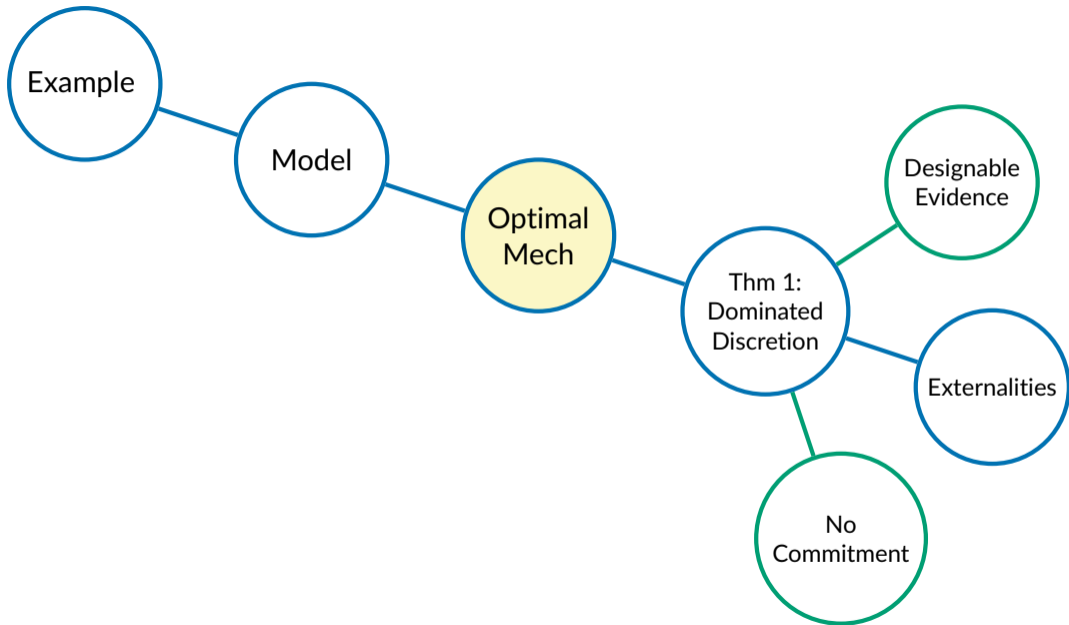 Example
Model
Optimal
Mech
Thm 1:
Dominated
Discretion
Designable
Evidence
Externalities
No
Commitment